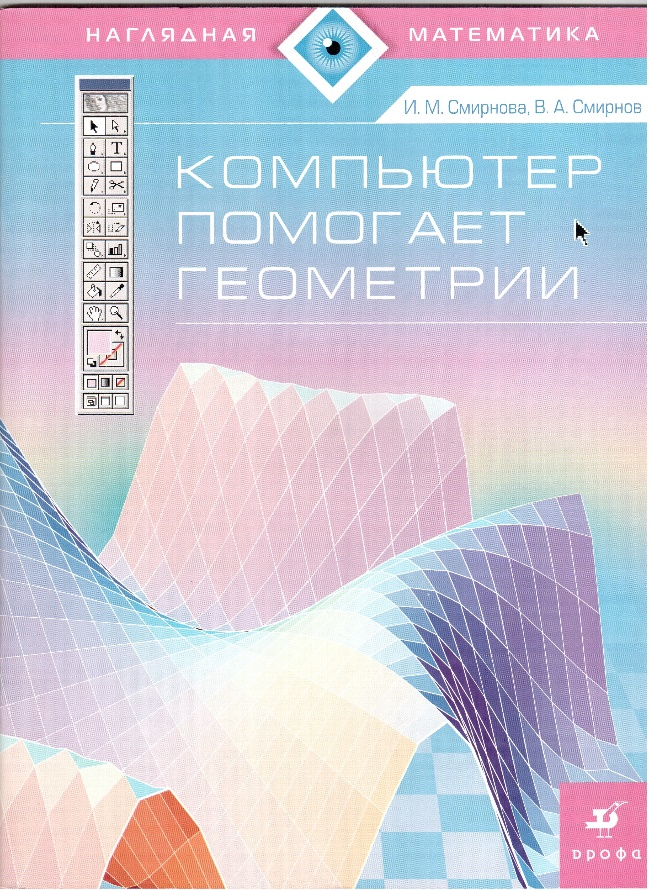 НАГЛЯДНАЯ МАТЕМАТИКА
И. М. Смирнова, В. А. Смирнов
КОМПЬЮТЕР
ПОМОГАЕТ
ГЕОМЕТРИИ
T
дрофа